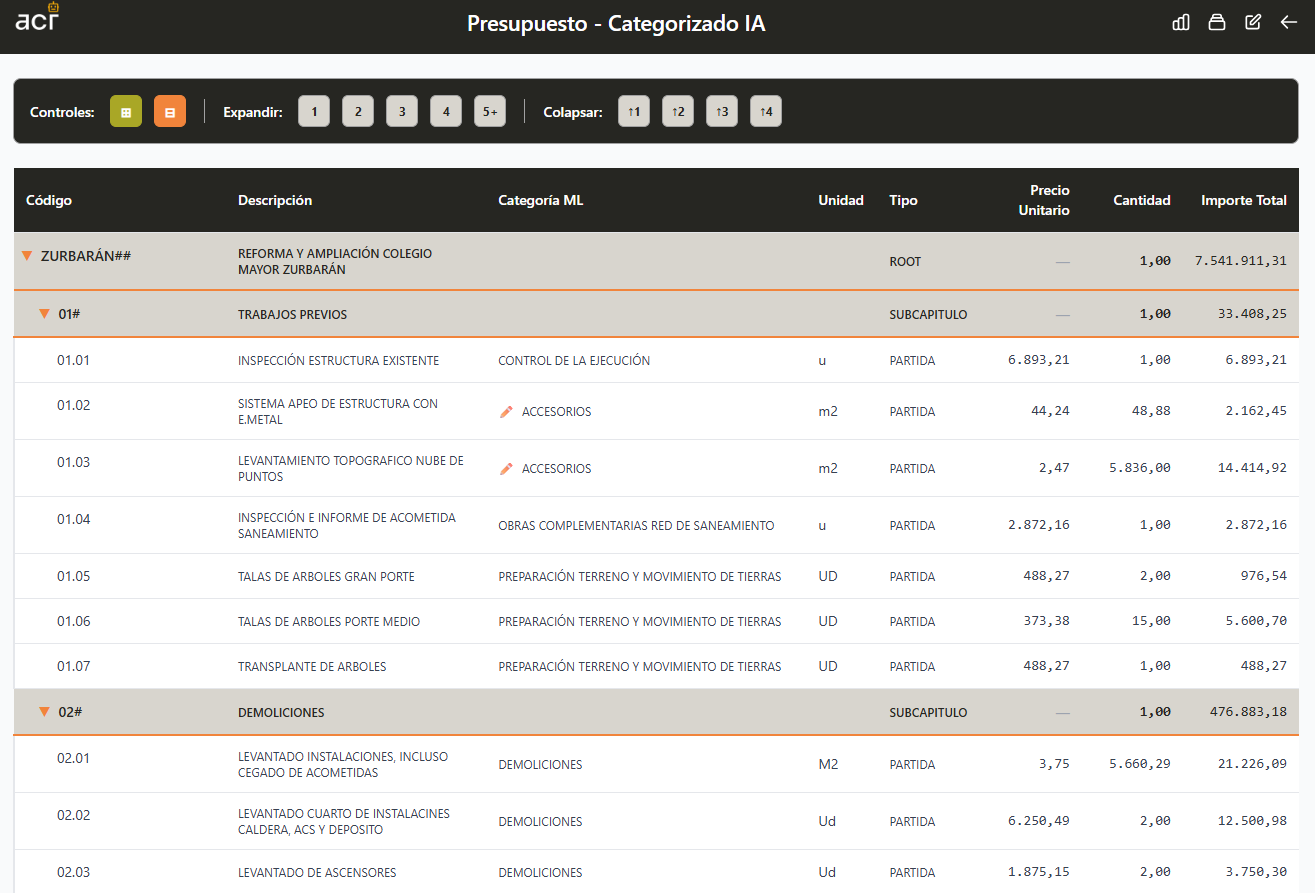 acr
Presupuesto - Categorizado IA
Controles: Expandir: 1 2 3 4 5+ Colapsar: ↑1 ↑2 ↑3 ↑4
Código Descripción Categoría ML Unidad Tipo Precio Unitario Cantidad Importe Total
ZURBARÁN## REFORMA Y AMPLIACIÓN COLEGIO MAYOR ZURBARÁN ROOT — 1,00 7.541.911,31
01# TRABAJOS PREVIOS SUBCAPITULO — 1,00 33.408,25
01.01 INSPECCIÓN ESTRUCTURA EXISTENTE CONTROL DE LA EJECUCIÓN u PARTIDA 6.893,21 1,00 6.893,21
01.02 SISTEMA APEO DE ESTRUCTURA CON E.METAL ACCESORIOS m2 PARTIDA 44,24 48,88 2.162,45
01.03 LEVANTAMIENTO TOPOGRAFICO NUBE DE PUNTOS ACCESORIOS m2 PARTIDA 2,47 5.836,00 14.414,92
01.04 INSPECCIÓN E INFORME DE ACOMETIDA SANEAMIENTO OBRAS COMPLEMENTARIAS RED DE SANEAMIENTO u PARTIDA 2.872,16 1,00 2.872,16
01.05 TALAS DE ARBOLES GRAN PORTE PREPARACIÓN TERRENO Y MOVIMIENTO DE TIERRAS UD PARTIDA 488,27 2,00 976,54
01.06 TALAS DE ARBOLES PORTE MEDIO PREPARACIÓN TERRENO Y MOVIMIENTO DE TIERRAS UD PARTIDA 373,38 15,00 5.600,70
01.07 TRANSPLANTE DE ARBOLES PREPARACIÓN TERRENO Y MOVIMIENTO DE TIERRAS UD PARTIDA 488,27 1,00 488,27
02# DEMOLICIONES SUBCAPITULO — 1,00 476.883,18
02.01 LEVANTADO INSTALACIONES, INCLUSO CEGADO DE ACOMETIDAS DEMOLICIONES M2 PARTIDA 3,75 5.660,29 21.226,09
02.02 LEVANTADO CUARTO DE INSTALACINES CALDERA, ACS Y DEPOSITO DEMOLICIONES Ud PARTIDA 6.250,49 2,00 12.500,98
02.03 LEVANTADO DE ASCENSORES DEMOLICIONES Ud PARTIDA 1.875,15 2,00 3.750,30